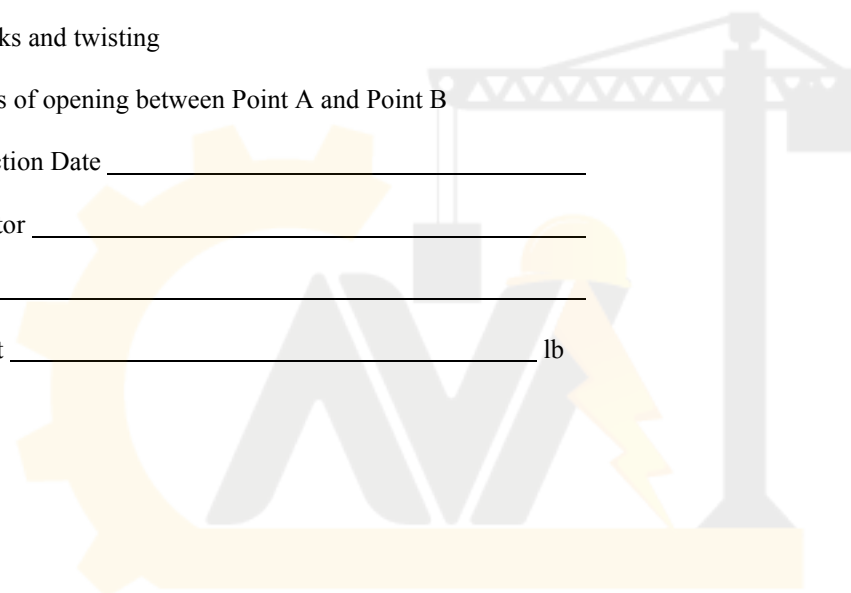 ks and twisting
s of opening between Point A and Point B
ction Date
tor
t lb